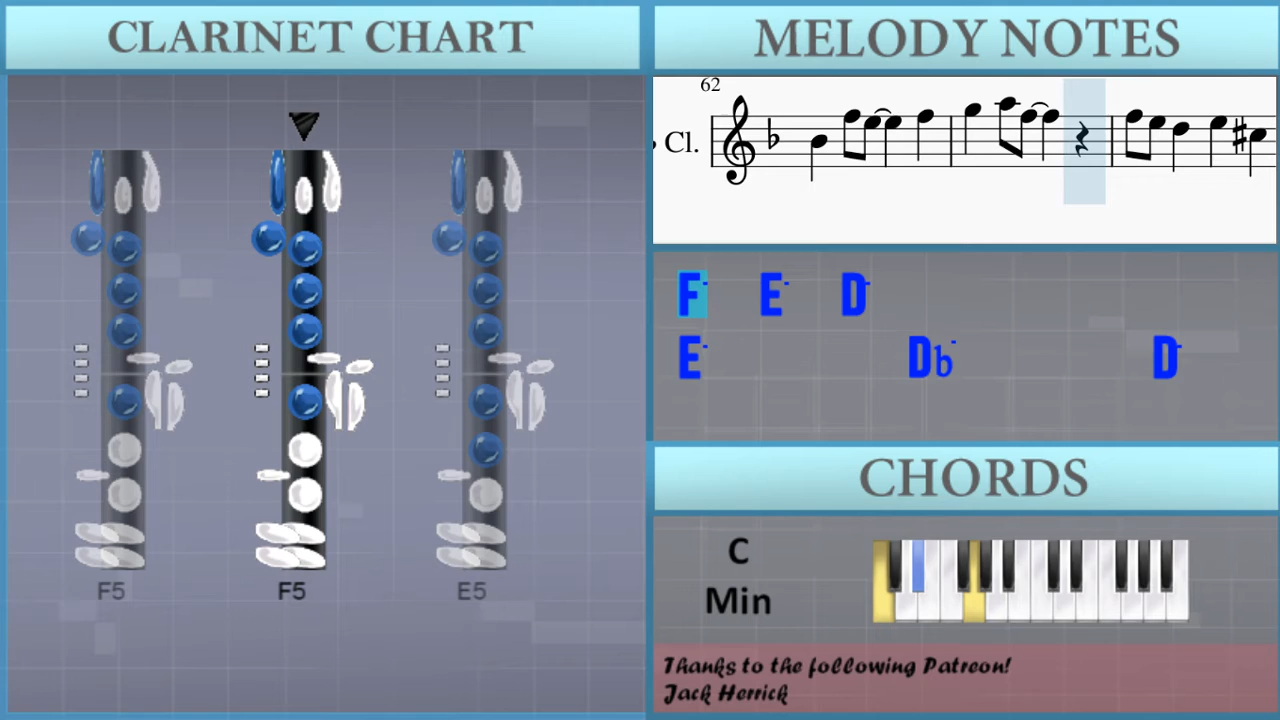 CLARINET CHART
F5 F5 E5
MELODY NOTES
62
Cl.
F- E- D-
E- Db- D-
CHORDS
C
Min
Thanks to the following Patreon!
Jack Herrick